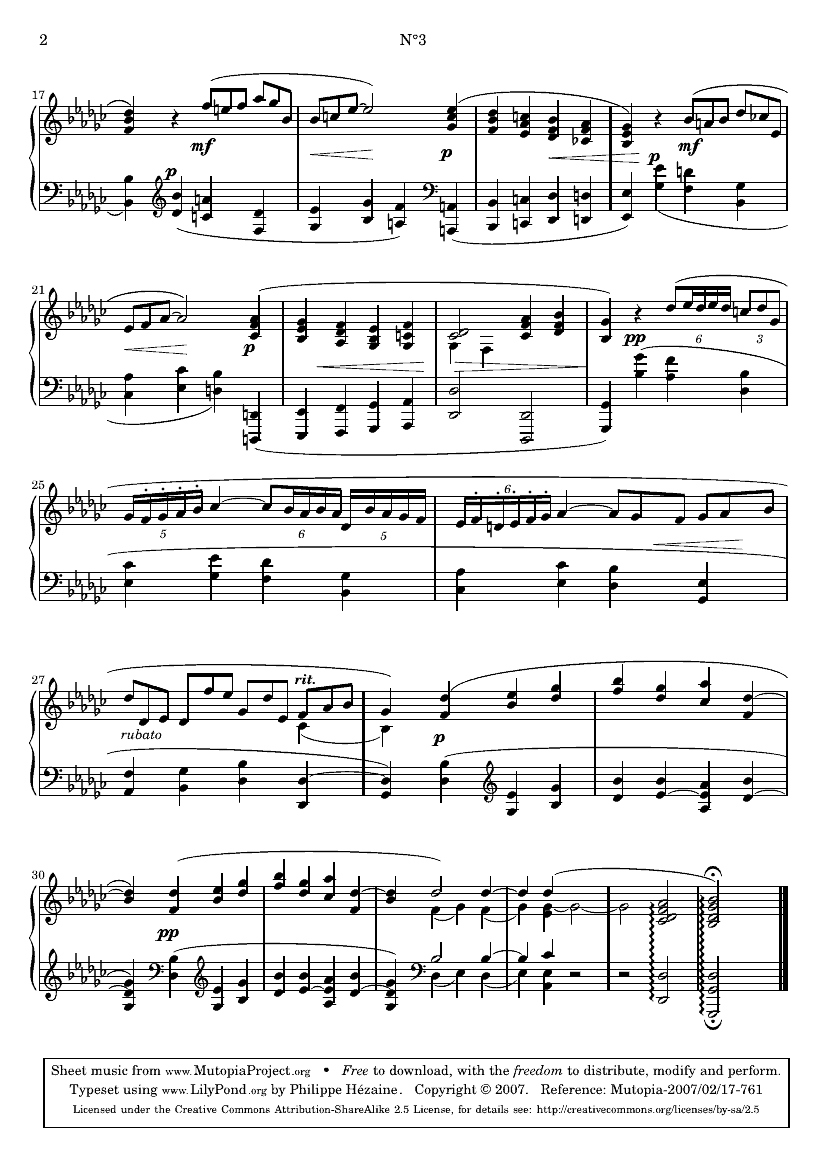 2 N°3
17
mf
p
p
p
mf
21
p
pp
6
3
25
5
6
5
6
27
rit.
rubato
p
30
pp
Sheet music from www.MutopiaProject.org • Free to download, with the freedom to distribute, modify and perform.
Typeset using www.LilyPond.org by Philippe Hézaine. Copyright © 2007. Reference: Mutopia-2007/02/17-761
Licensed under the Creative Commons Attribution-ShareAlike 2.5 License, for details see: http://creativecommons.org/licenses/by-sa/2.5